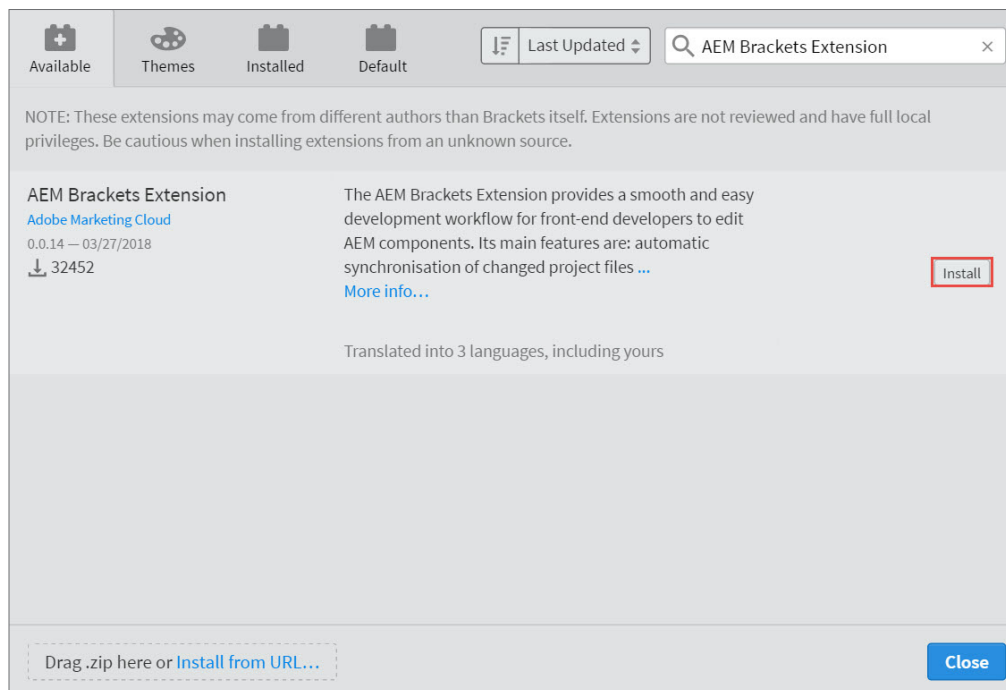 Available
Themes
Installed
Default
Last Updated
AEM Brackets Extension
NOTE: These extensions may come from different authors than Brackets itself. Extensions are not reviewed and have full local
privileges. Be cautious when installing extensions from an unknown source.
AEM Brackets Extension
Adobe Marketing Cloud
0.0.14 — 03/27/2018
32452
The AEM Brackets Extension provides a smooth and easy
development workflow for front-end developers to edit
AEM components. Its main features are: automatic
synchronisation of changed project files ...
More info…
Translated into 3 languages, including yours
Install
Drag .zip here or Install from URL…
Close